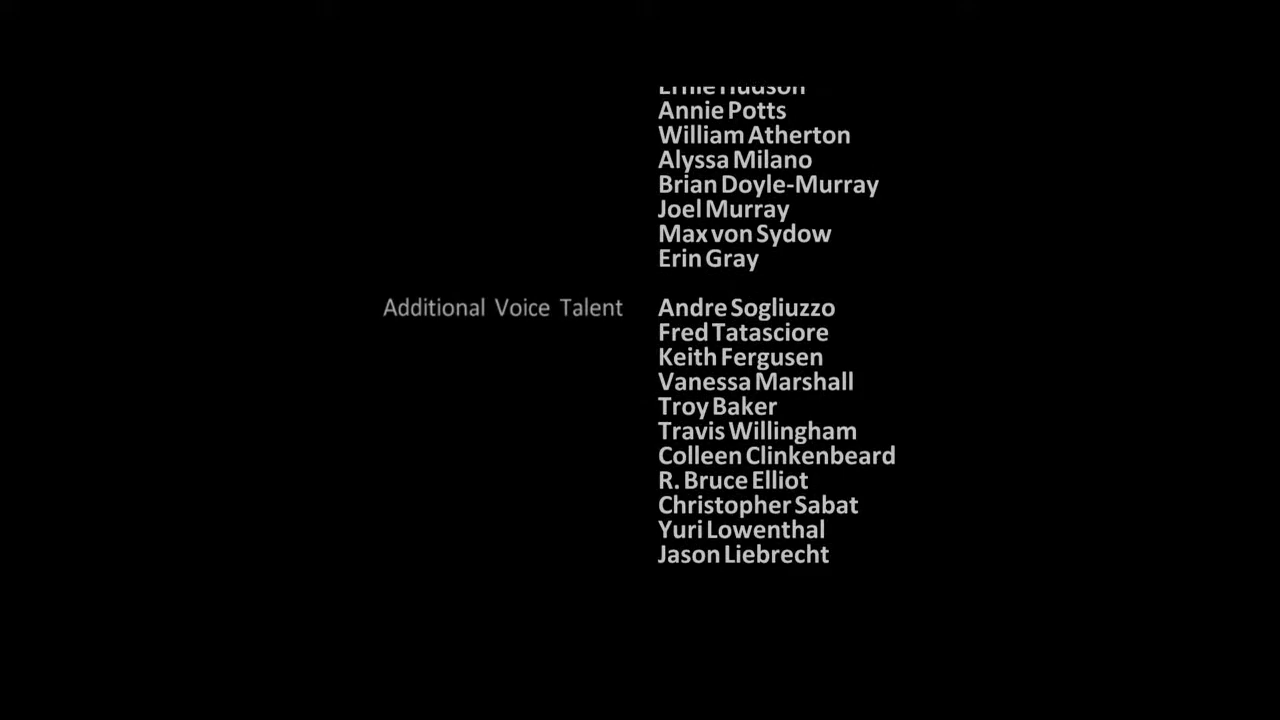 Ernie Hudson
Annie Potts
William Atherton
Alyssa Milano
Brian Doyle-Murray
Joel Murray
Max von Sydow
Erin Gray
Additional Voice Talent Andre Sogliuzzo
Fred Tatasciore
Keith Fergusen
Vanessa Marshall
Troy Baker
Travis Willingham
Colleen Clinkenbeard
R. Bruce Elliot
Christopher Sabat
Yuri Lowenthal
Jason Liebrecht